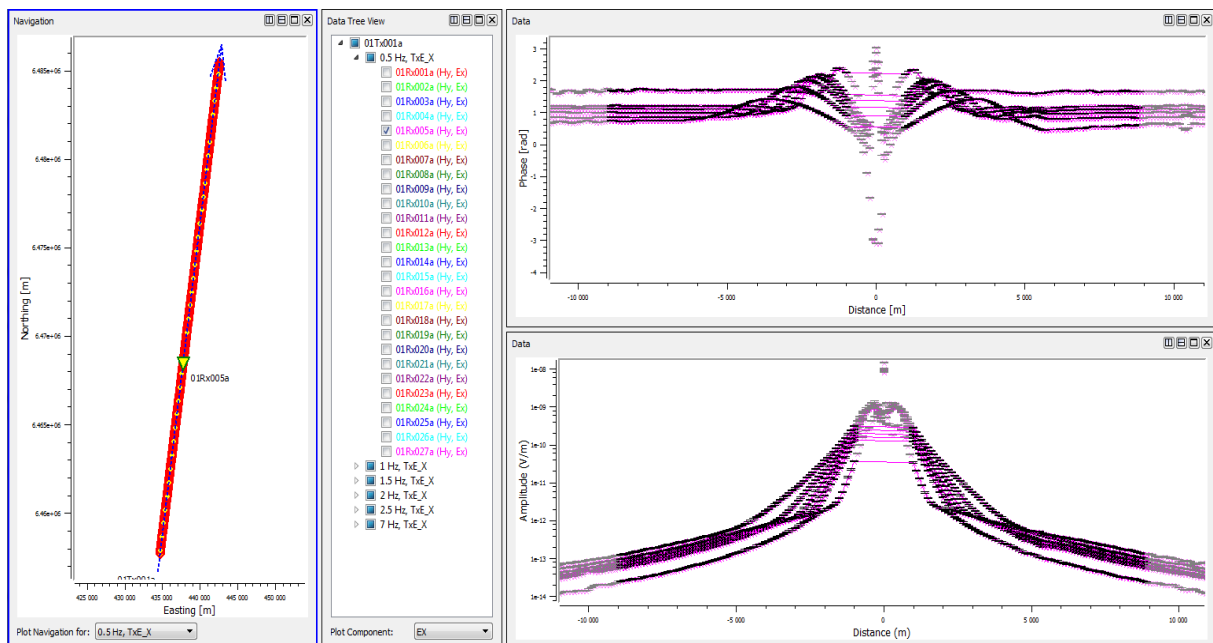 Navigation
6.485e+06
6.48e+06
6.475e+06
6.47e+06
6.465e+06
6.46e+06
Northing [m]
01Rx005a
01Tx001a
425 000 430 000 435 000 440 000 445 000 450 000
Easting [m]
Plot Navigation for: 0.5 Hz, TxE_X
Data Tree View
01Tx001a
0.5 Hz, TxE_X
01Rx001a (Hy, Ex)
01Rx002a (Hy, Ex)
01Rx003a (Hy, Ex)
01Rx004a (Hy, Ex)
01Rx005a (Hy, Ex)
01Rx006a (Hy, Ex)
01Rx007a (Hy, Ex)
01Rx008a (Hy, Ex)
01Rx009a (Hy, Ex)
01Rx010a (Hy, Ex)
01Rx011a (Hy, Ex)
01Rx012a (Hy, Ex)
01Rx013a (Hy, Ex)
01Rx014a (Hy, Ex)
01Rx015a (Hy, Ex)
01Rx016a (Hy, Ex)
01Rx017a (Hy, Ex)
01Rx018a (Hy, Ex)
01Rx019a (Hy, Ex)
01Rx020a (Hy, Ex)
01Rx021a (Hy, Ex)
01Rx022a (Hy, Ex)
01Rx023a (Hy, Ex)
01Rx024a (Hy, Ex)
01Rx025a (Hy, Ex)
01Rx026a (Hy, Ex)
01Rx027a (Hy, Ex)
1 Hz, TxE_X
1.5 Hz, TxE_X
2 Hz, TxE_X
2.5 Hz, TxE_X
7 Hz, TxE_X
Plot Component: EX
Data
3
2
1
0
-1
-2
-3
-4
Phase [rad]
-10 000 -5 000 0 5 000 10 000
Distance [m]
Data
1e-08
1e-09
1e-10
1e-11
1e-12
1e-13
1e-14
Amplitude (V/m)
-10 000 -5 000 0 5 000 10 000
Distance (m)